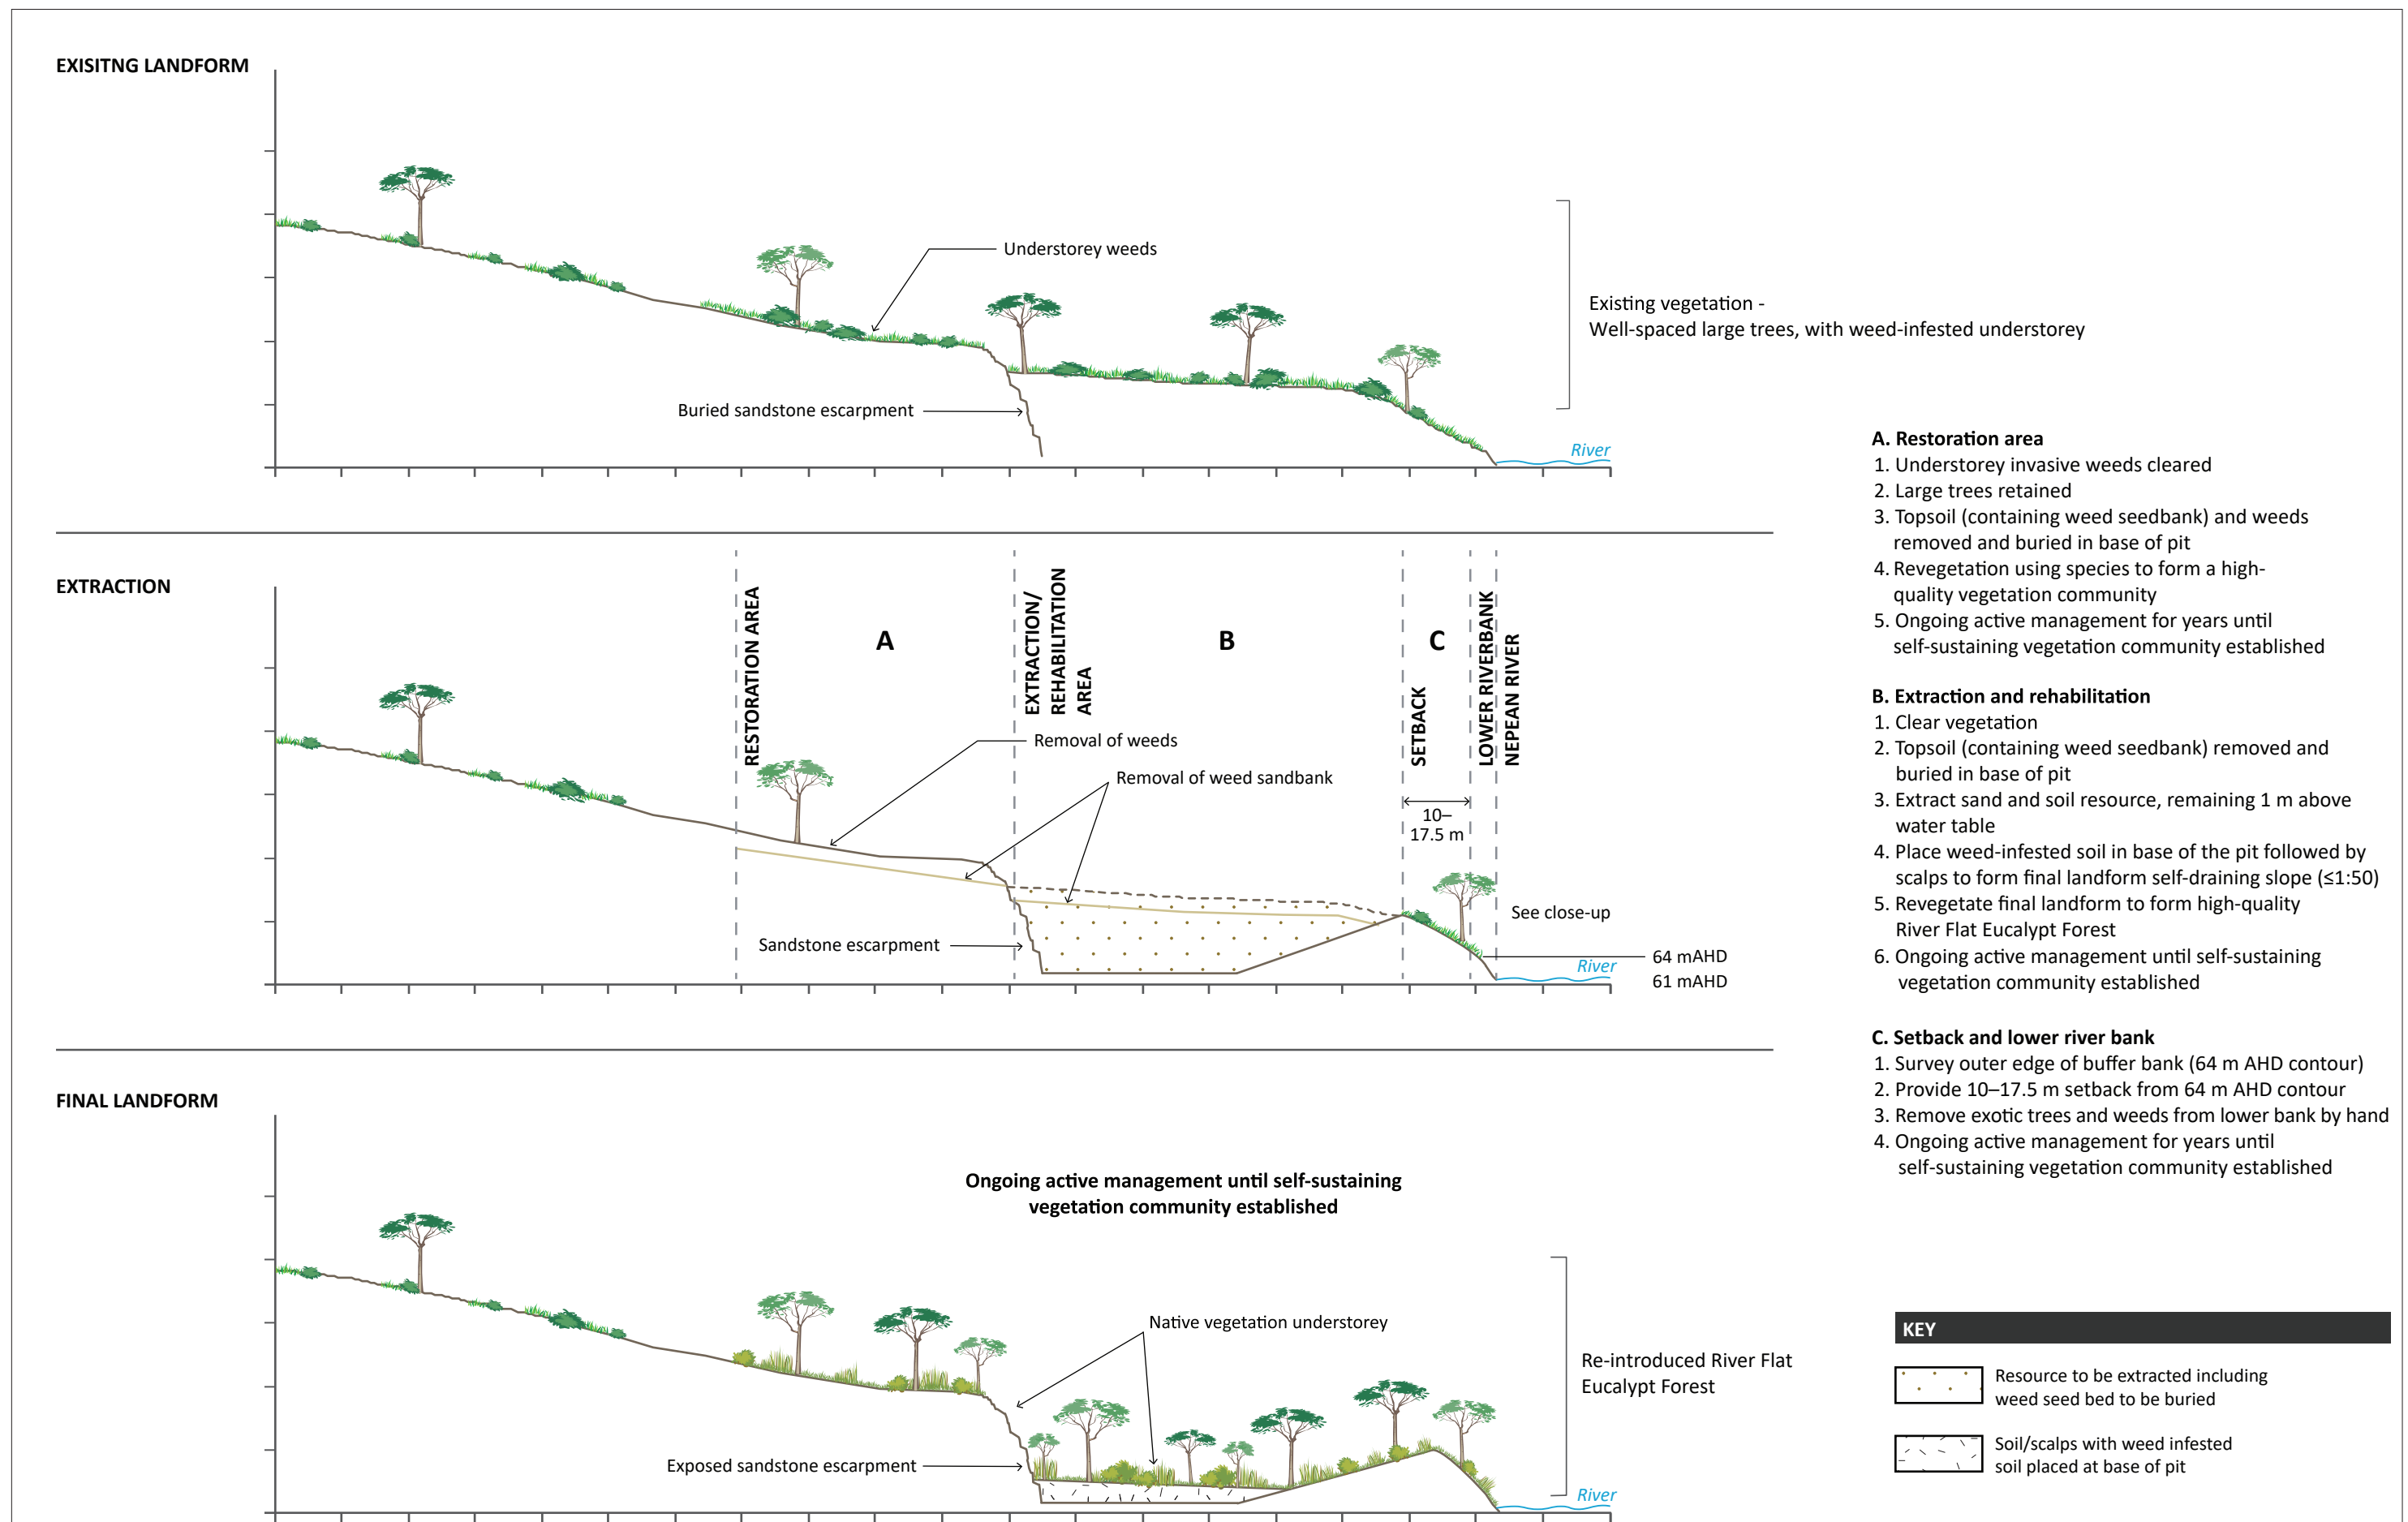 EXISITNG LANDFORM
Understorey weeds
Existing vegetation -
Well-spaced large trees, with weed-infested understorey
Buried sandstone escarpment
River
EXTRACTION
RESTORATION AREA
A
EXTRACTION/
REHABILITATION
AREA
B
SETBACK
C
LOWER RIVERBANK
NEPEAN RIVER
Removal of weeds
Removal of weed sandbank
10–
17.5 m
See close-up
Sandstone escarpment
64 mAHD
River
61 mAHD
FINAL LANDFORM
Ongoing active management until self-sustaining
vegetation community established
Native vegetation understorey
Re-introduced River Flat
Eucalypt Forest
Exposed sandstone escarpment
River
A. Restoration area
1. Understorey invasive weeds cleared
2. Large trees retained
3. Topsoil (containing weed seedbank) and weeds
removed and buried in base of pit
4. Revegetation using species to form a high-
quality vegetation community
5. Ongoing active management for years until
self-sustaining vegetation community established
B. Extraction and rehabilitation
1. Clear vegetation
2. Topsoil (containing weed seedbank) removed and
buried in base of pit
3. Extract sand and soil resource, remaining 1 m above
water table
4. Place weed-infested soil in base of the pit followed by
scalps to form final landform self-draining slope (≤1:50)
5. Revegetate final landform to form high-quality
River Flat Eucalypt Forest
6. Ongoing active management until self-sustaining
vegetation community established
C. Setback and lower river bank
1. Survey outer edge of buffer bank (64 m AHD contour)
2. Provide 10–17.5 m setback from 64 m AHD contour
3. Remove exotic trees and weeds from lower bank by hand
4. Ongoing active management for years until
self-sustaining vegetation community established
KEY
Resource to be extracted including
weed seed bed to be buried
Soil/scalps with weed infested
soil placed at base of pit